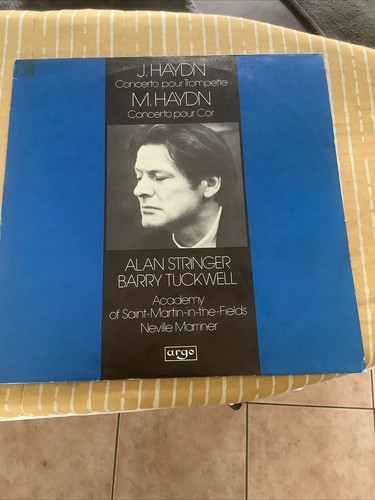 J. HAYDN
Concerto pour Trompette
M. HAYDN
Concerto pour Cor
ALAN STRINGER
BARRY TUCKWELL
Academy
of Saint-Martin-in-the-Fields
Neville Marriner
argo